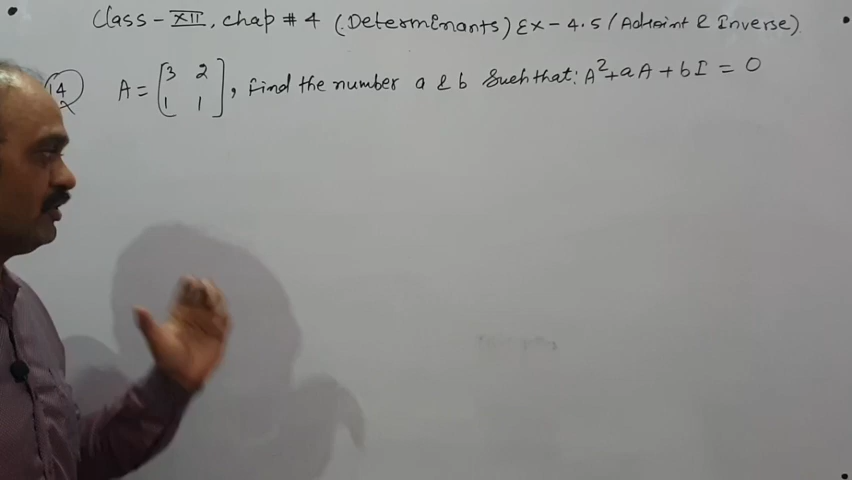 Class - XII, chap # 4 (Determenants) Ex - 4.5 (Adjoint & Inverse)
14 A = [3 2
1 1], Find the number a & b Such that: A²+aA+bI = 0